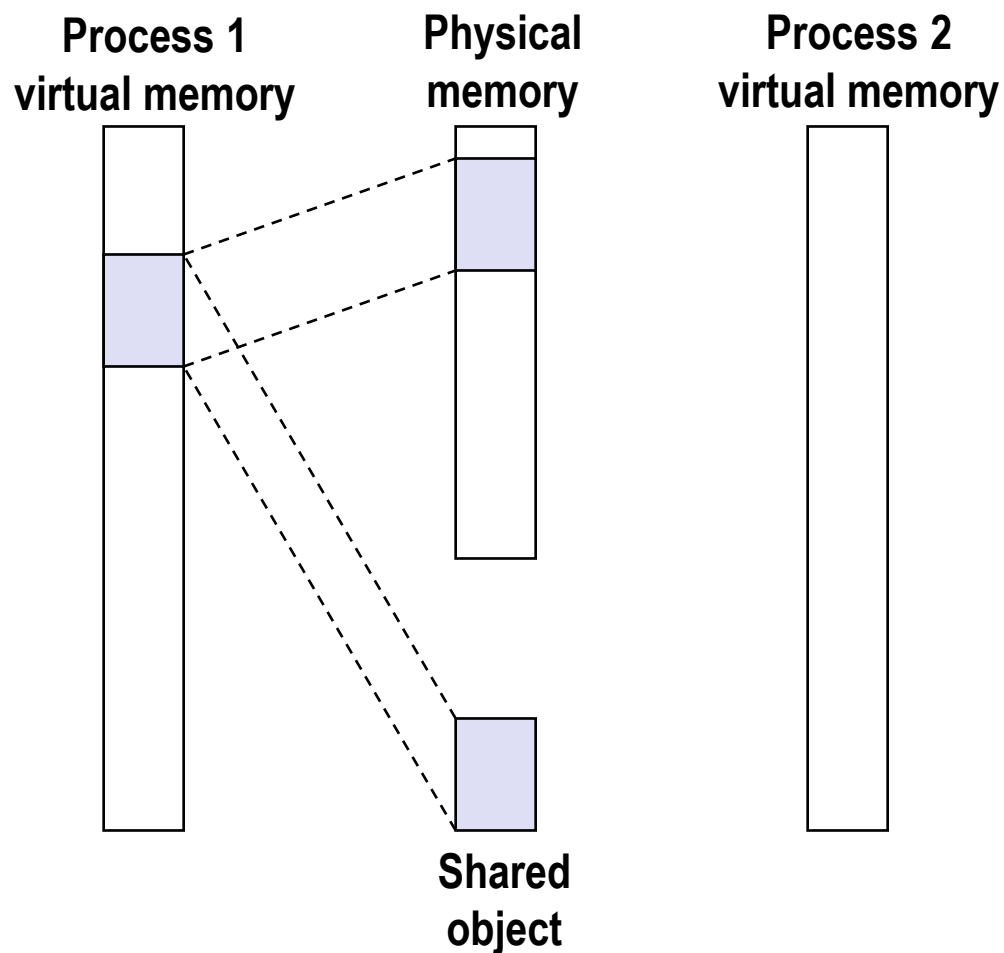 Process 1
virtual memory
Physical
memory
Process 2
virtual memory
Shared
object